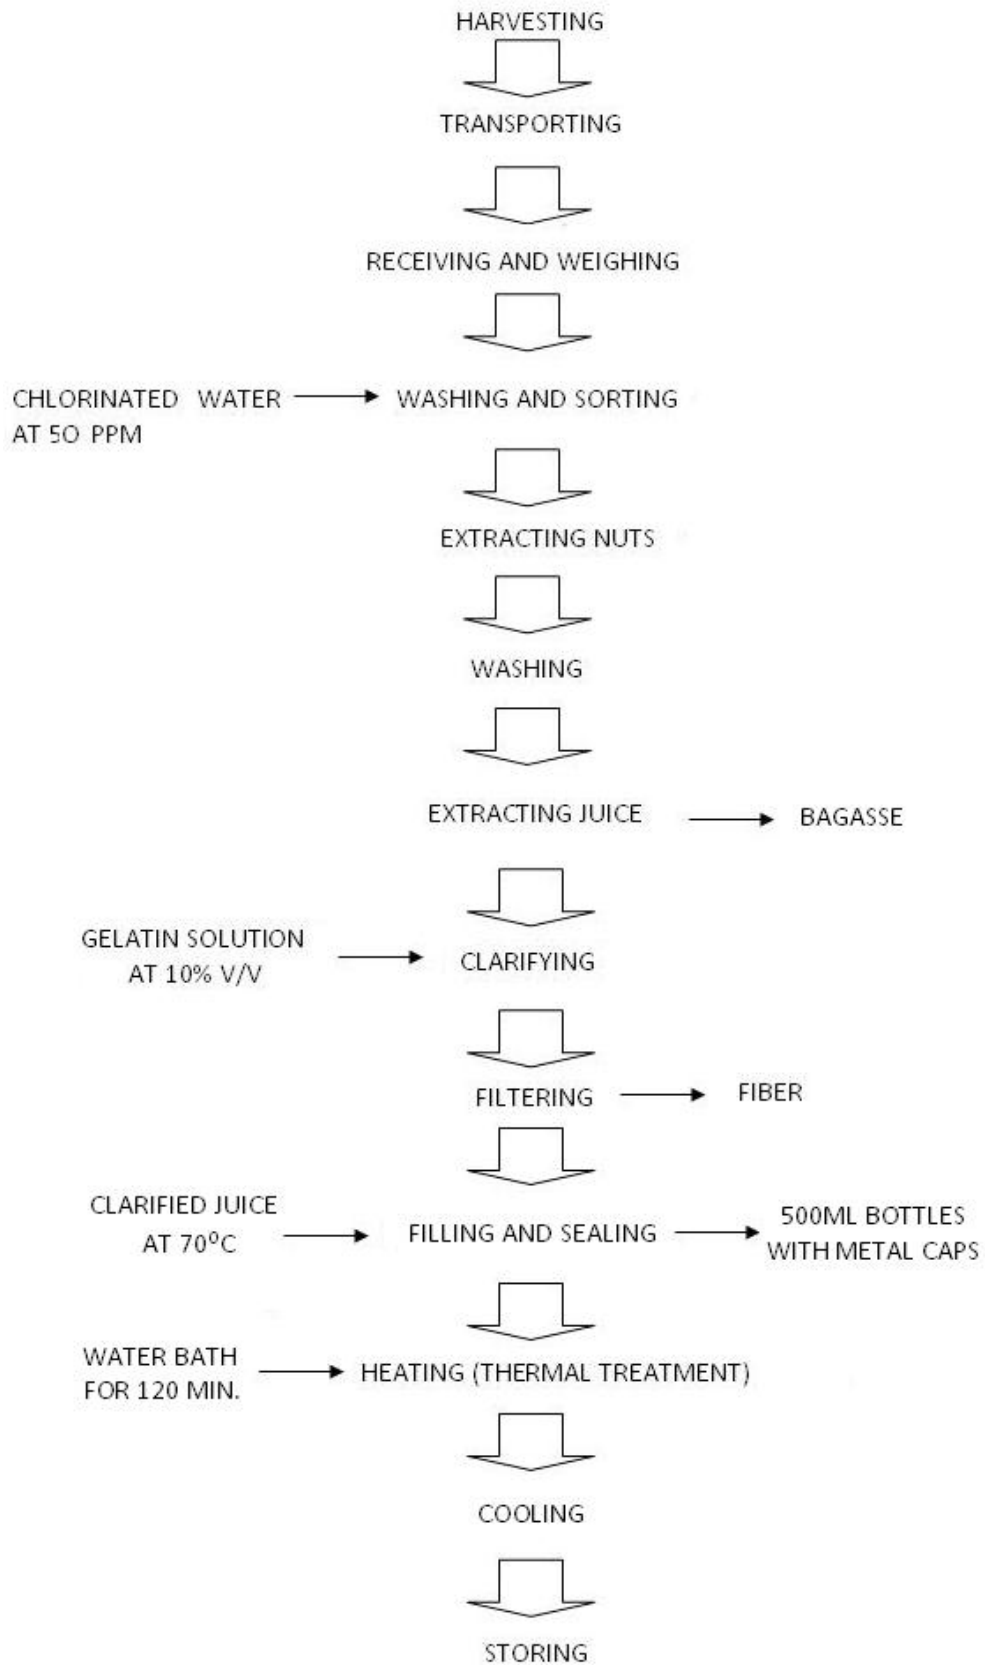 HARVESTING
TRANSPORTING
RECEIVING AND WEIGHING
CHLORINATED WATER
AT 5O PPM
WASHING AND SORTING
EXTRACTING NUTS
WASHING
EXTRACTING JUICE
BAGASSE
GELATIN SOLUTION
AT 10% V/V
CLARIFYING
FILTERING
FIBER
CLARIFIED JUICE
AT 70⁰C
FILLING AND SEALING
500ML BOTTLES
WITH METAL CAPS
WATER BATH
FOR 120 MIN.
HEATING (THERMAL TREATMENT)
COOLING
STORING